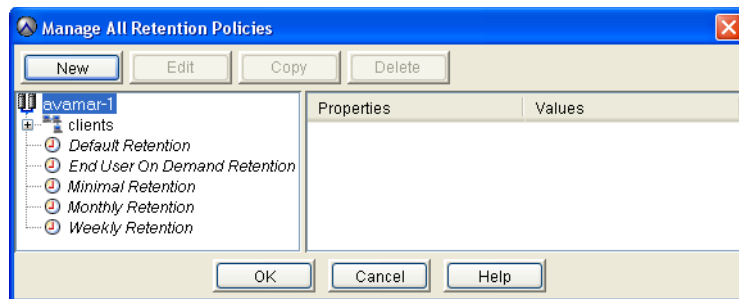 Manage All Retention Policies
New Edit Copy Delete
avamar-1
clients
Default Retention
End User On Demand Retention
Minimal Retention
Monthly Retention
Weekly Retention
Properties Values
OK Cancel Help